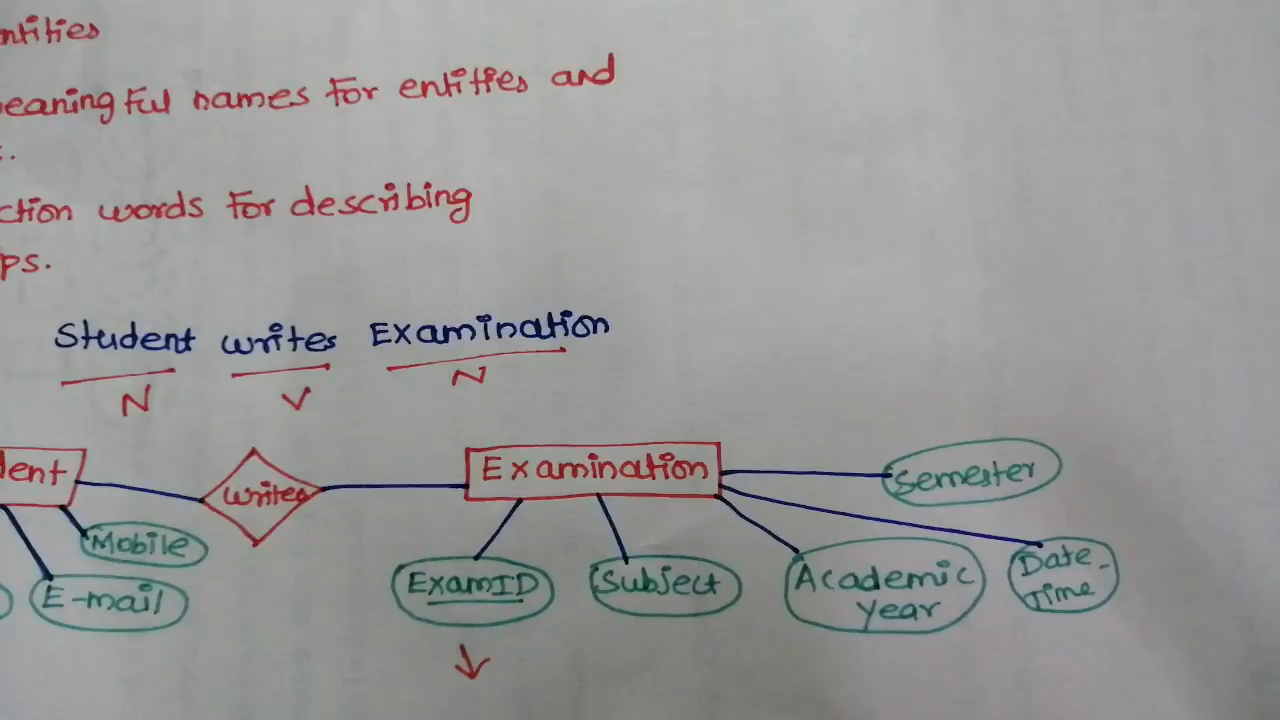 ntities
eaningful names for entities and
s.
ction words for describing
ps.
Student writes Examination
N V N
dent writes Examination Semester
Mobile
E-mail ExamID Subject Academic Year Date-Time